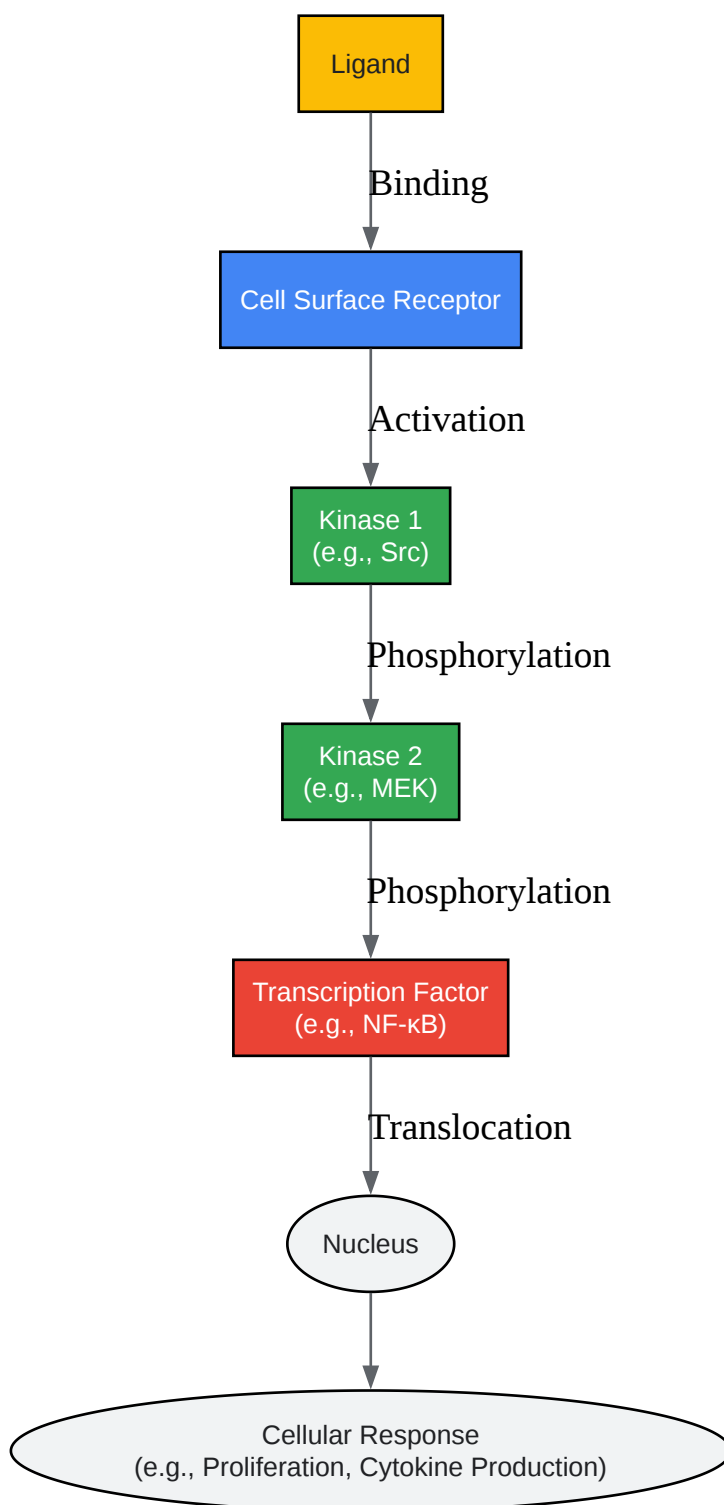 Ligand
Binding
Cell Surface Receptor
Activation
Kinase 1
(e.g., Src)
Phosphorylation
Kinase 2
(e.g., MEK)
Phosphorylation
Transcription Factor
(e.g., NF-κB)
Translocation
Nucleus
Cellular Response
(e.g., Proliferation, Cytokine Production)